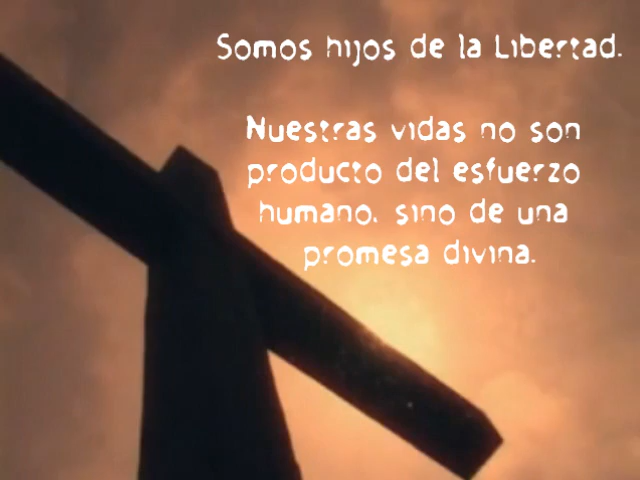 Somos hijos de la Libertad.
Nuestras vidas no son
producto del esfuerzo
humano, sino de una
promesa divina.